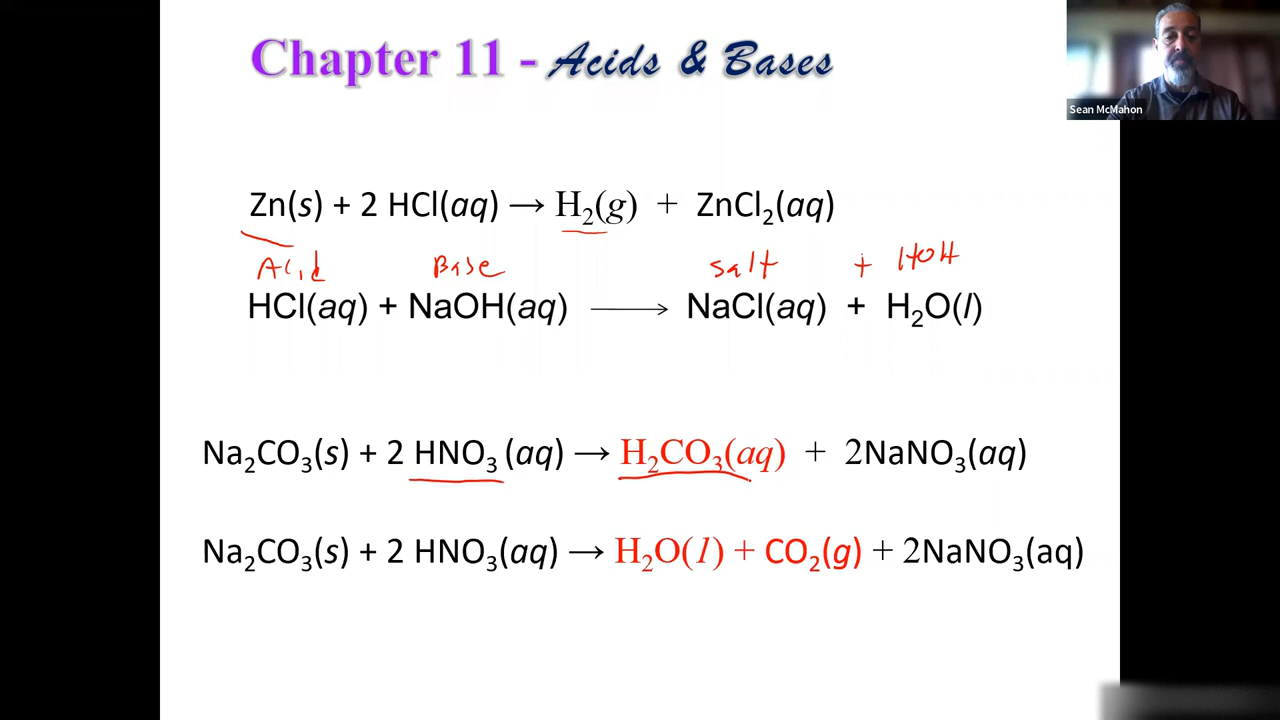 Chapter 11 - Acids & Bases
Sean McMahon
Zn(s) + 2 HCl(aq) → H₂(g) + ZnCl₂(aq)
Acid Base Salt + HOH
HCl(aq) + NaOH(aq) ⟶ NaCl(aq) + H₂O(l)
Na₂CO₃(s) + 2 HNO₃ (aq) → H₂CO₃(aq) + 2NaNO₃(aq)
Na₂CO₃(s) + 2 HNO₃(aq) → H₂O(l) + CO₂(g) + 2NaNO₃(aq)